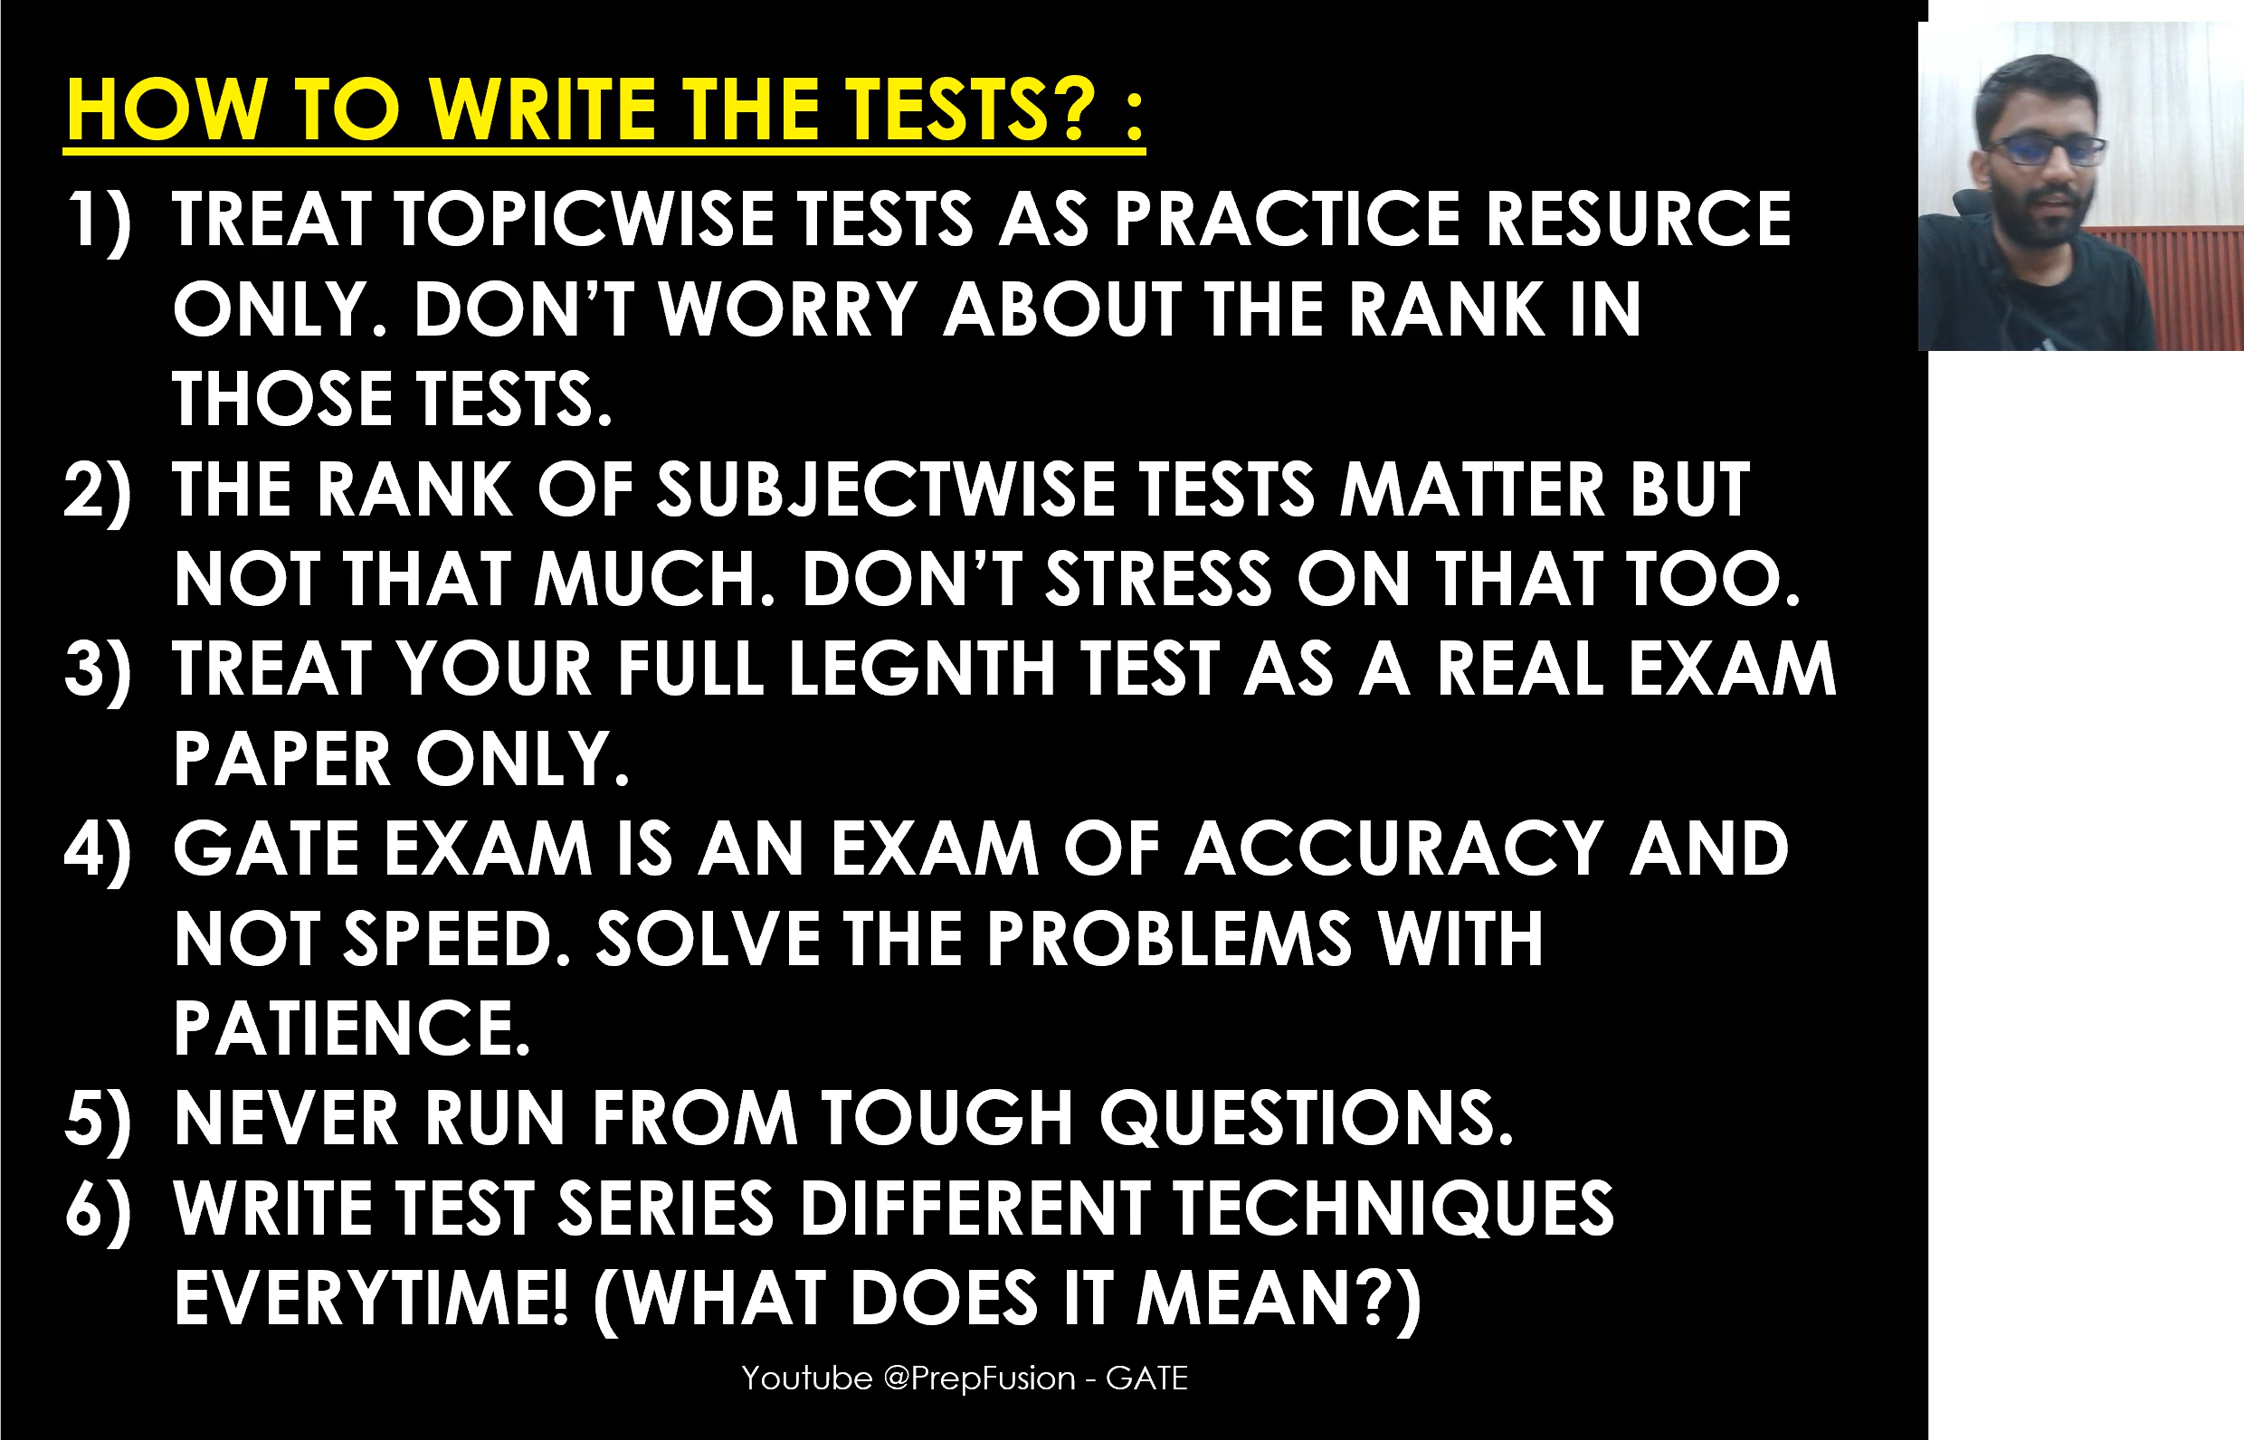 HOW TO WRITE THE TESTS? :
1) TREAT TOPICWISE TESTS AS PRACTICE RESURCE
ONLY. DON'T WORRY ABOUT THE RANK IN
THOSE TESTS.
2) THE RANK OF SUBJECTWISE TESTS MATTER BUT
NOT THAT MUCH. DON'T STRESS ON THAT TOO.
3) TREAT YOUR FULL LEGNTH TEST AS A REAL EXAM
PAPER ONLY.
4) GATE EXAM IS AN EXAM OF ACCURACY AND
NOT SPEED. SOLVE THE PROBLEMS WITH
PATIENCE.
5) NEVER RUN FROM TOUGH QUESTIONS.
6) WRITE TEST SERIES DIFFERENT TECHNIQUES
EVERYTIME! (WHAT DOES IT MEAN?)
Youtube @PrepFusion - GATE